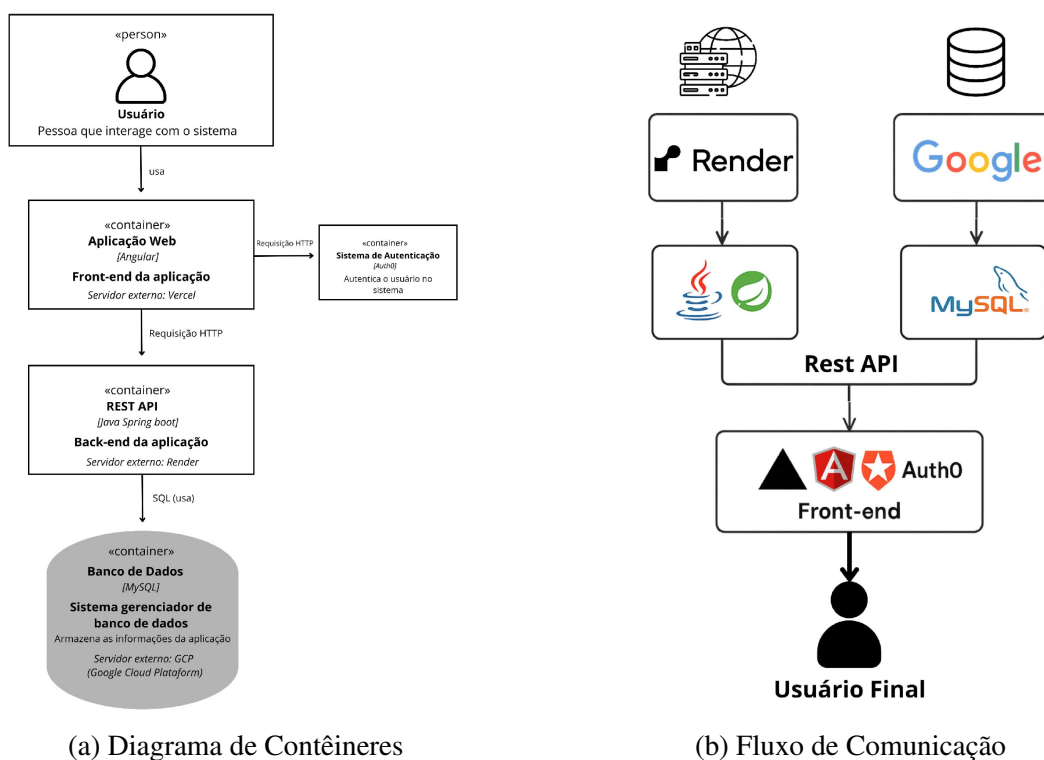 «person»
Usuário
Pessoa que interage com o sistema
usa
«container»
Aplicação Web
[Angular]
Front-end da aplicação
Servidor externo: Vercel
Requisição HTTP
«container»
Sistema de Autenticação
[Auth0]
Autentica o usuário no
sistema
Requisição HTTP
«container»
REST API
[Java Spring boot]
Back-end da aplicação
Servidor externo: Render
SQL (usa)
«container»
Banco de Dados
[MySQL]
Sistema gerenciador de
banco de dados
Armazena as informações da aplicação
Servidor externo: GCP
(Google Cloud Plataform)
(a) Diagrama de Contêineres
Render
Google
Java
MySQL
Rest API
Auth0
Front-end
Usuário Final
(b) Fluxo de Comunicação